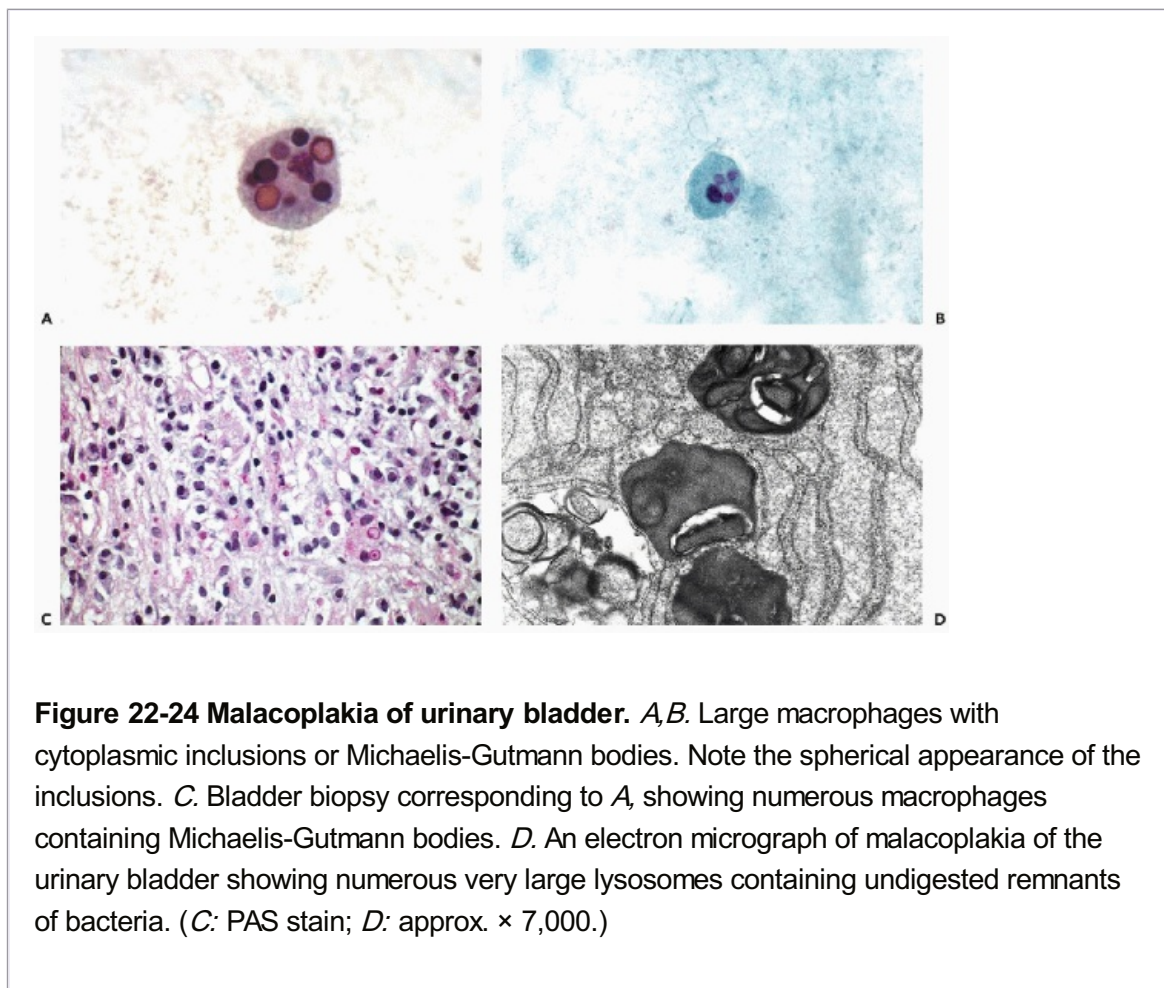 A
B
C
D
Figure 22-24 Malacoplakia of urinary bladder. A,B. Large macrophages with
cytoplasmic inclusions or Michaelis-Gutmann bodies. Note the spherical appearance of the
inclusions. C. Bladder biopsy corresponding to A, showing numerous macrophages
containing Michaelis-Gutmann bodies. D. An electron micrograph of malacoplakia of the
urinary bladder showing numerous very large lysosomes containing undigested remnants
of bacteria. (C: PAS stain; D: approx. × 7,000.)